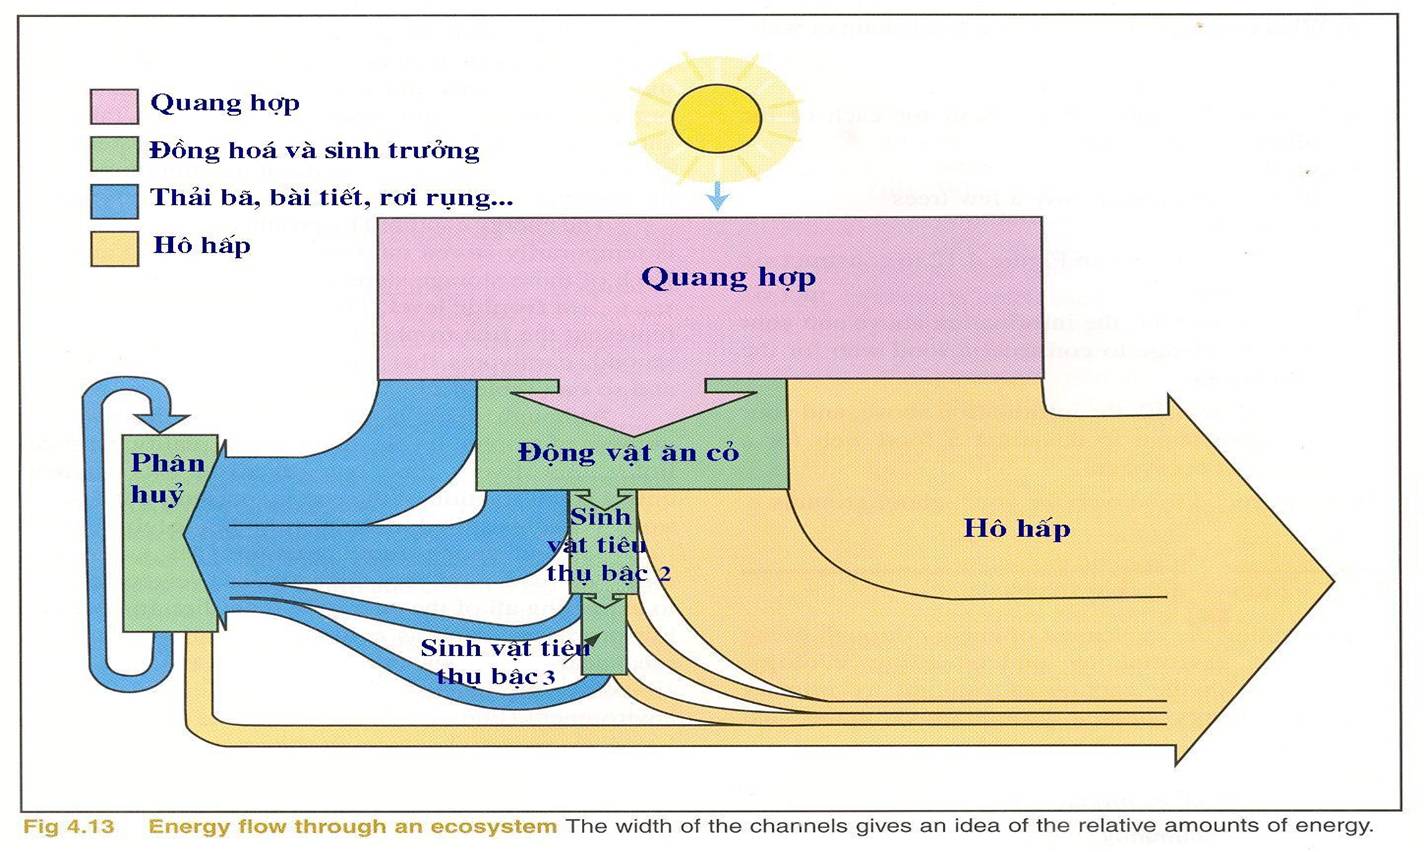 Quang hợp
Đồng hoá và sinh trưởng
Thải bã, bài tiết, rơi rụng...
Hô hấp
Quang hợp
Động vật ăn cỏ
Phân
huỷ
Sinh
vật tiêu
thụ bậc 2
Hô hấp
Sinh vật tiêu
thụ bậc 3
Fig 4.13 Energy flow through an ecosystem The width of the channels gives an idea of the relative amounts of energy.